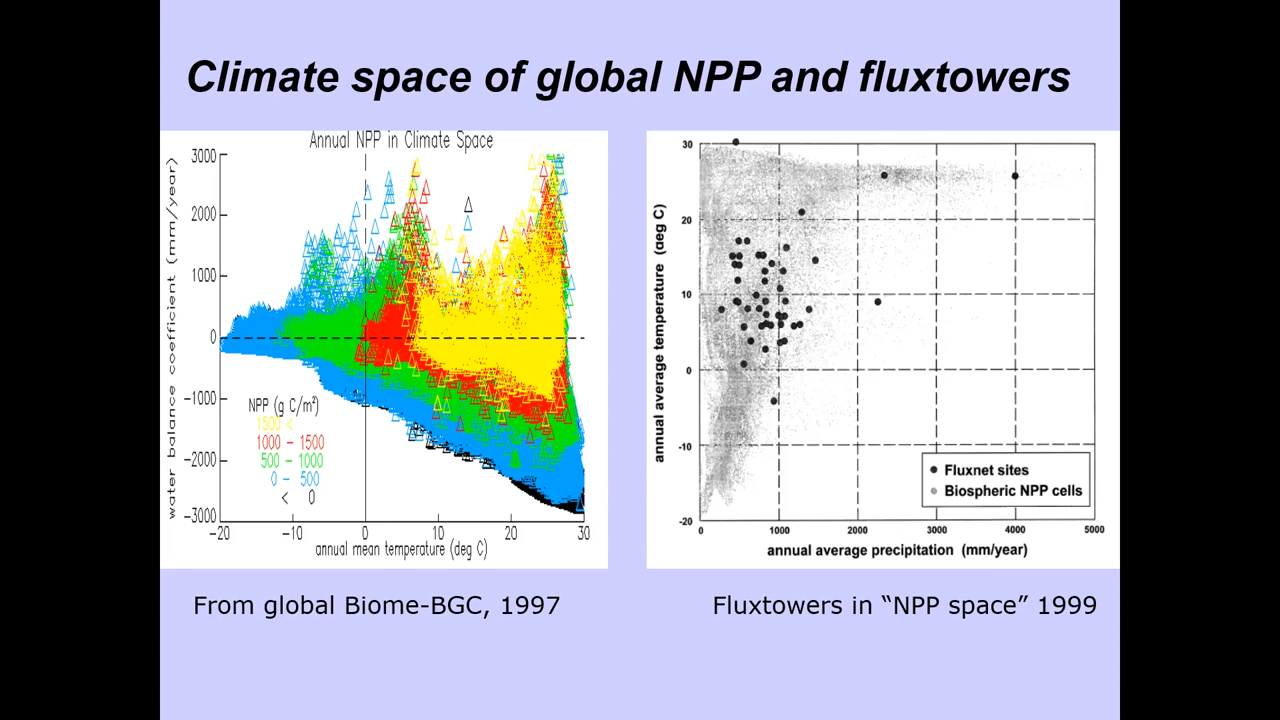 Climate space of global NPP and fluxtowers
Annual NPP in Climate Space
water balance coefficient (mm/year)
3000
2000
1000
0
−1000
−2000
−3000
NPP (g C/m²)
1500 <
1000 − 1500
500 − 1000
0 − 500
< 0
−20 −10 0 10 20 30
annual mean temperature (deg C)
annual average temperature (deg C)
30
20
10
0
-10
-20
Fluxnet sites
Biospheric NPP cells
0 1000 2000 3000 4000 5000
annual average precipitation (mm/year)
From global Biome-BGC, 1997
Fluxtowers in “NPP space” 1999